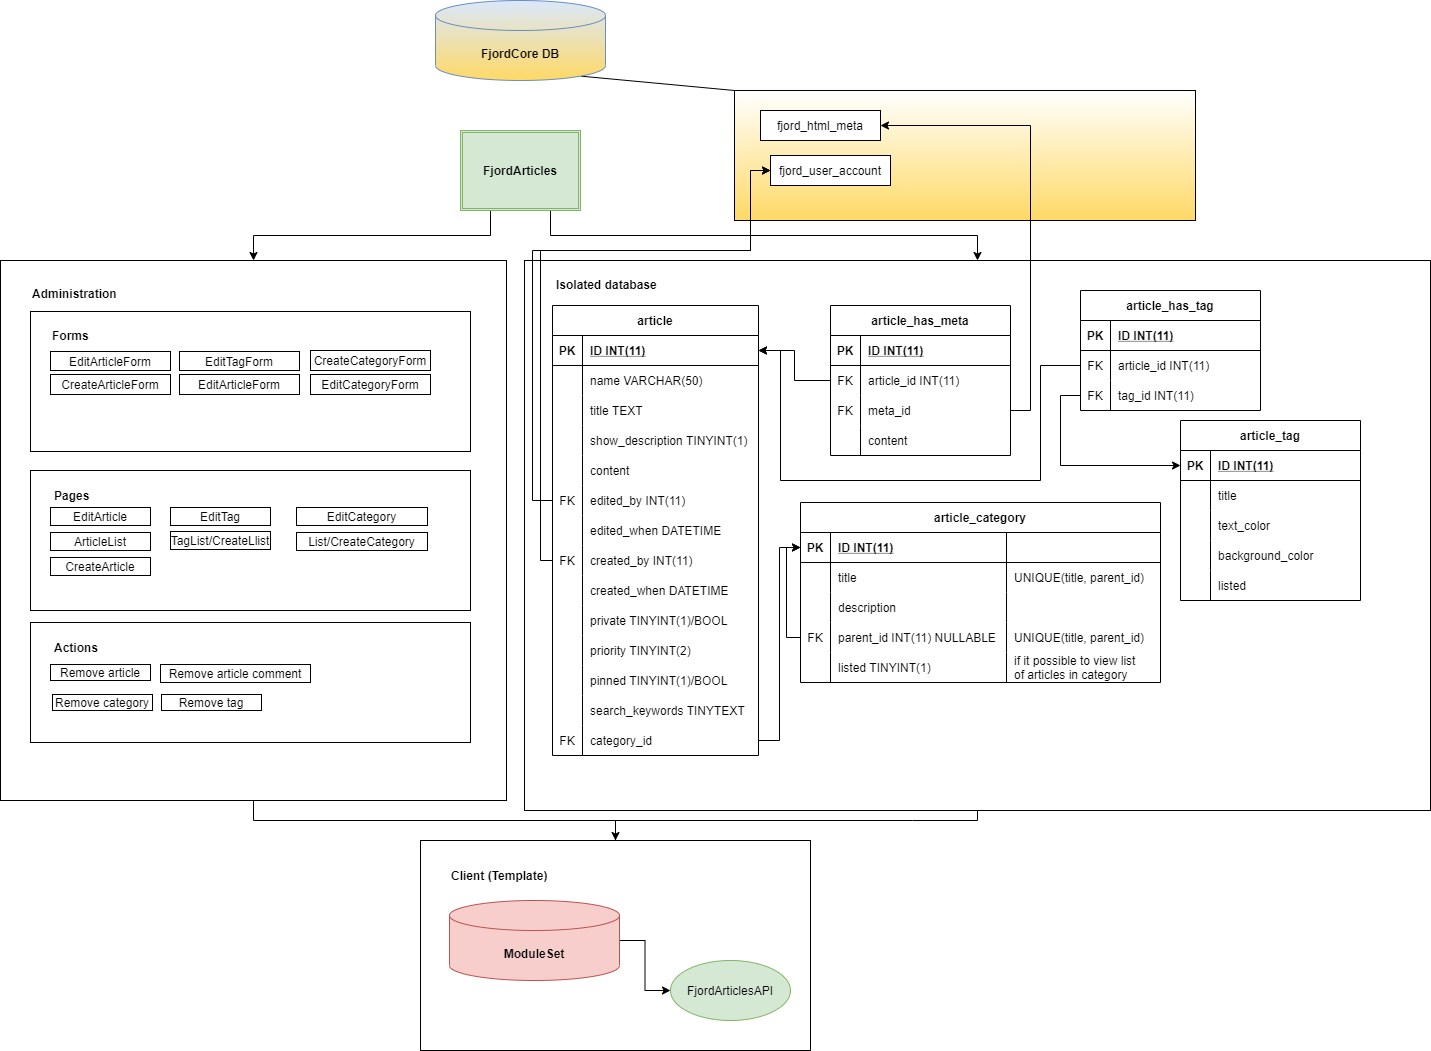 FjordCore DB
fjord_html_meta
fjord_user_account
FjordArticles
Administration
Forms
EditArticleForm
EditTagForm
CreateCategoryForm
CreateArticleForm
EditArticleForm
EditCategoryForm
Pages
EditArticle
EditTag
EditCategory
ArticleList
TagList/CreateLlist
List/CreateCategory
CreateArticle
Actions
Remove article
Remove article comment
Remove category
Remove tag
Isolated database
article
PK ID INT(11)
name VARCHAR(50)
title TEXT
show_description TINYINT(1)
content
FK edited_by INT(11)
edited_when DATETIME
FK created_by INT(11)
created_when DATETIME
private TINYINT(1)/BOOL
priority TINYINT(2)
pinned TINYINT(1)/BOOL
search_keywords TINYTEXT
FK category_id
article_has_meta
PK ID INT(11)
FK article_id INT(11)
FK meta_id
content
article_has_tag
PK ID INT(11)
FK article_id INT(11)
FK tag_id INT(11)
article_tag
PK ID INT(11)
title
text_color
background_color
listed
article_category
PK ID INT(11)
title UNIQUE(title, parent_id)
description
FK parent_id INT(11) NULLABLE UNIQUE(title, parent_id)
listed TINYINT(1) if it possible to view list
of articles in category
Client (Template)
ModuleSet
FjordArticlesAPI